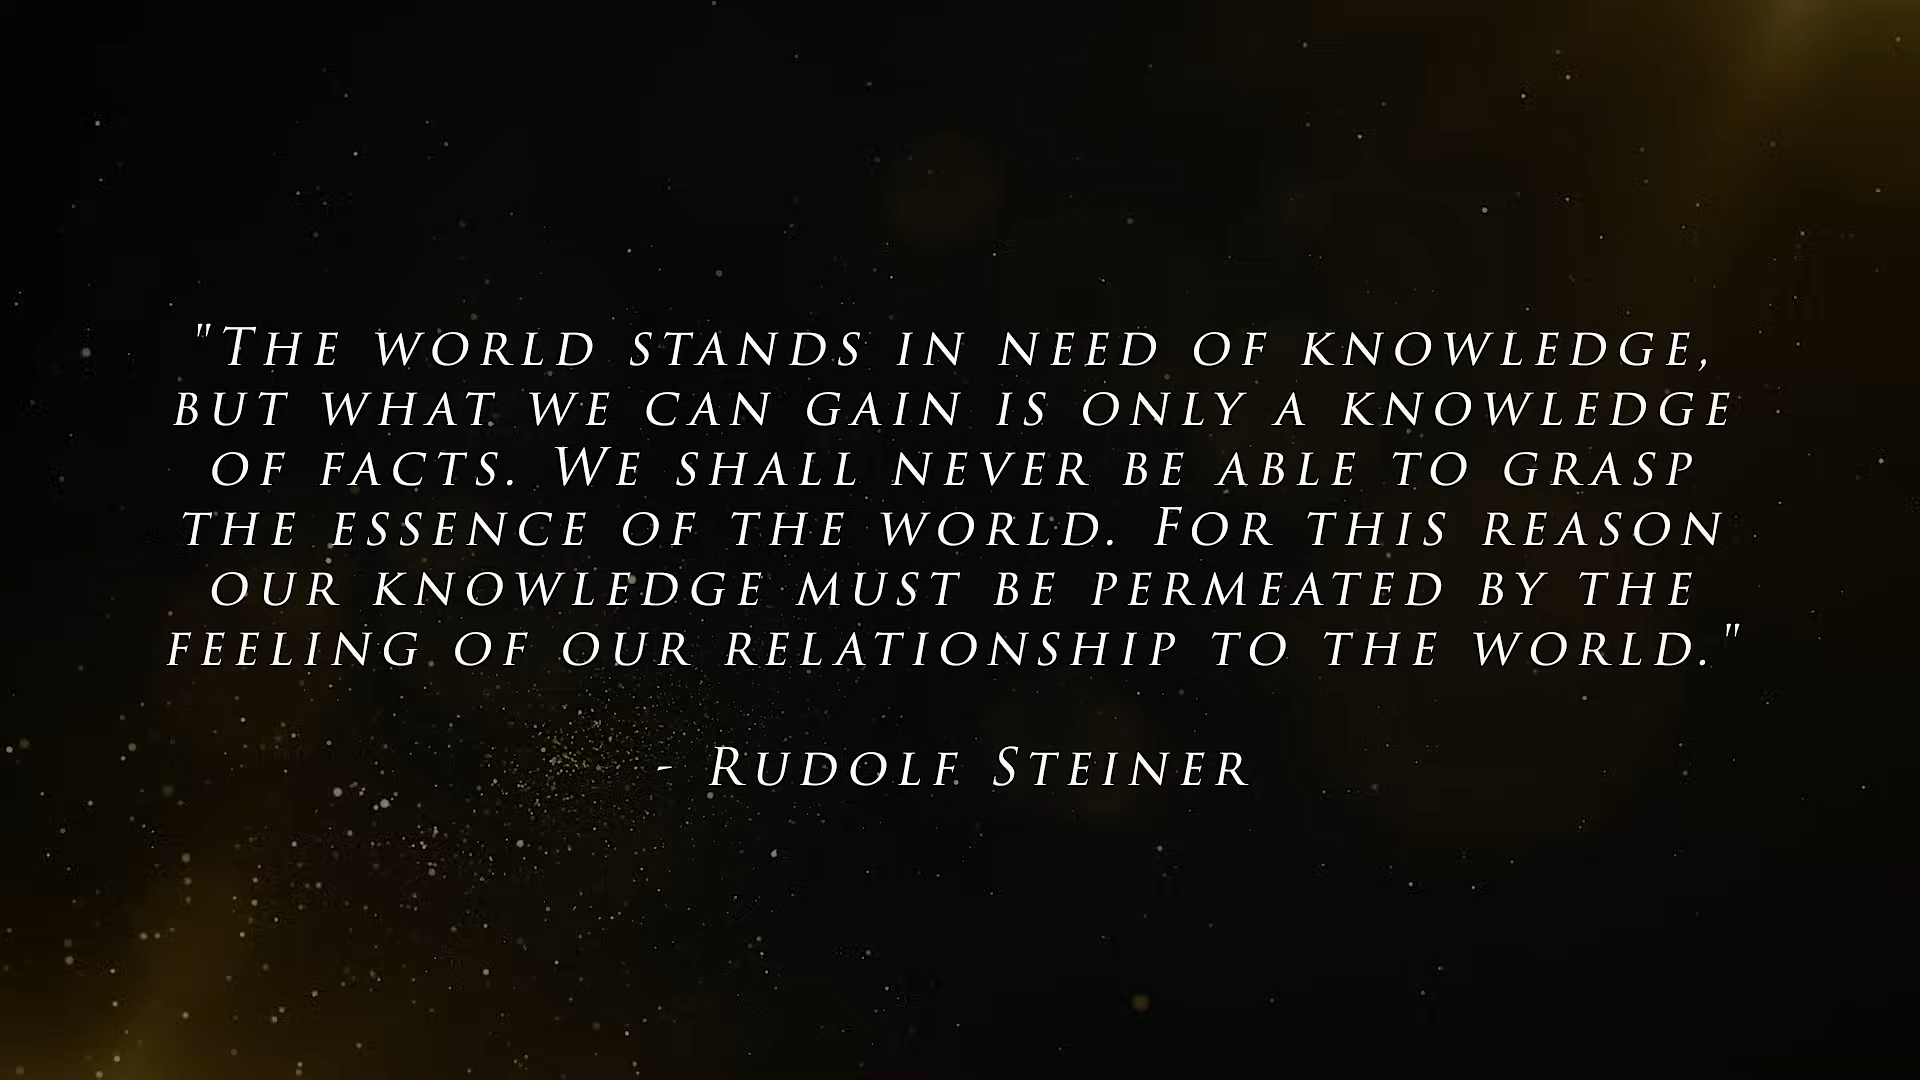 "The world stands in need of knowledge,
but what we can gain is only a knowledge
of facts. We shall never be able to grasp
the essence of the world. For this reason
our knowledge must be permeated by the
feeling of our relationship to the world."
- Rudolf Steiner